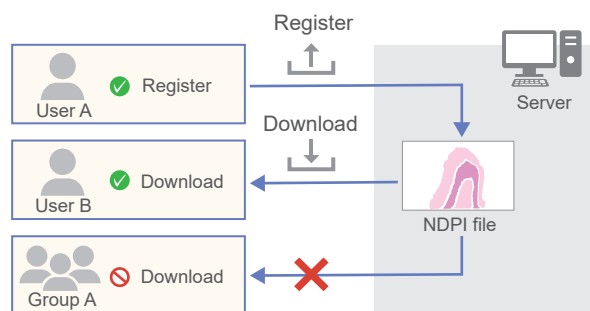 Register
Server
Register
User A
Download
Download
User B
NDPI file
Download
Group A